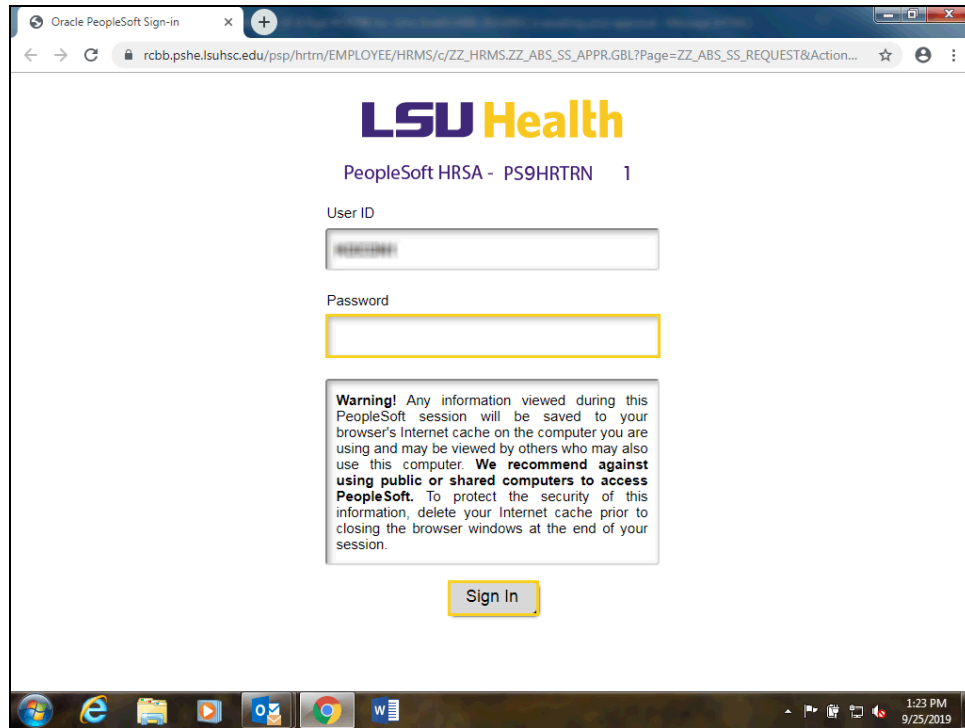 Oracle PeopleSoft Sign-in
rcbb.pshe.lsuhsc.edu/psp/hrtrn/EMPLOYEE/HRMS/c/ZZ_HRMS.ZZ_ABS_SS_APPR.GBL?Page=ZZ_ABS_SS_REQUEST&Action...
LSU Health
PeopleSoft HRSA - PS9HRTRN 1
User ID
Password
Warning! Any information viewed during this
PeopleSoft session will be saved to your
browser's Internet cache on the computer you are
using and may be viewed by others who may also
use this computer. We recommend against
using public or shared computers to access
PeopleSoft. To protect the security of this
information, delete your Internet cache prior to
closing the browser windows at the end of your
session.
Sign In
1:23 PM
9/25/2019